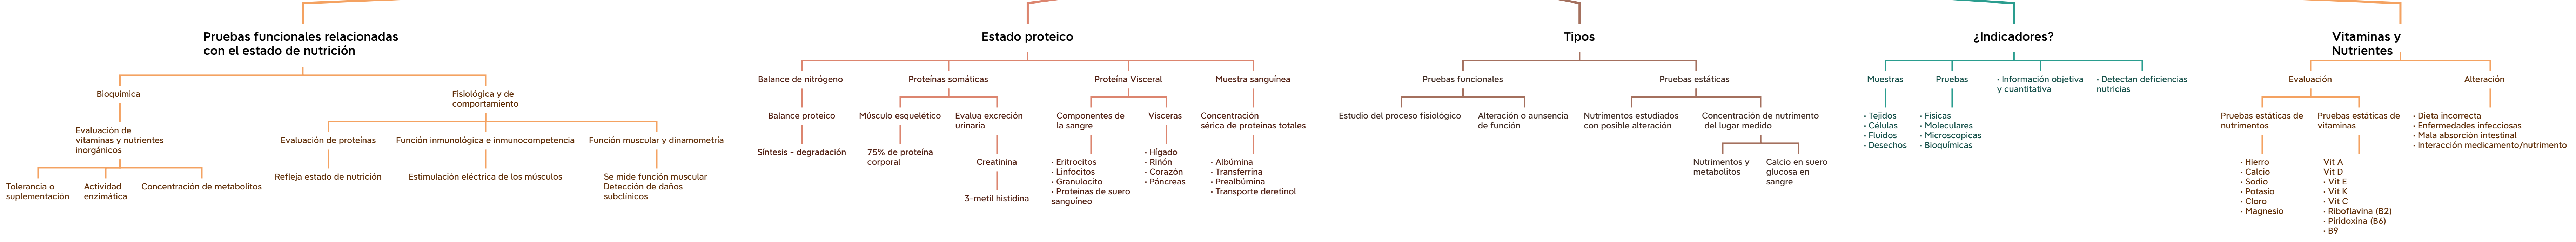 Pruebas funcionales relacionadas
con el estado de nutrición
Bioquímica
Evaluación de
vitaminas y nutrientes
inorgánicos
Tolerancia o
suplementación
Actividad
enzimática
Concentración de metabolitos
Fisiológica y de
comportamiento
Evaluación de proteínas
Refleja estado de nutrición
Función inmunológica e inmunocompetencia
Estimulación eléctrica de los músculos
Función muscular y dinamometría
Se mide función muscular
Detección de daños
subclínicos
Estado proteico
Balance de nitrógeno
Balance proteico
Síntesis - degradación
Proteínas somáticas
Músculo esquelético
75% de proteína
corporal
Evalua excreción
urinaria
Creatinina
3-metil histidina
Proteína Visceral
Componentes de
la sangre
· Eritrocitos
· Linfocitos
· Granulocito
· Proteínas de suero
sanguíneo
Vísceras
· Hígado
· Riñón
· Corazón
· Páncreas
Muestra sanguínea
Concentración
sérica de proteínas totales
· Albúmina
· Transferrina
· Prealbúmina
· Transporte deretinol
Tipos
Pruebas funcionales
Estudio del proceso fisiológico
Alteración o aunsencia
de función
Pruebas estáticas
Nutrimentos estudiados
con posible alteración
Concentración de nutrimento
del lugar medido
Nutrimentos y
metabolitos
Calcio en suero
glucosa en
sangre
¿Indicadores?
Muestras
· Tejidos
· Células
· Fluidos
· Desechos
Pruebas
· Físicas
· Moleculares
· Microscopicas
· Bioquímicas
· Información objetiva
y cuantitativa
· Detectan deficiencias
nutricias
Vitaminas y
Nutrientes
Evaluación
Pruebas estáticas de
nutrimentos
· Hierro
· Calcio
· Sodio
· Potasio
· Cloro
· Magnesio
Pruebas estáticas de
vitaminas
Vit A
Vit D
· Vit E
· Vit K
· Vit C
· Riboflavina (B2)
· Piridoxina (B6)
· B9
Alteración
· Dieta incorrecta
· Enfermedades infecciosas
· Mala absorción intestinal
· Interacción medicamento/nutrimento